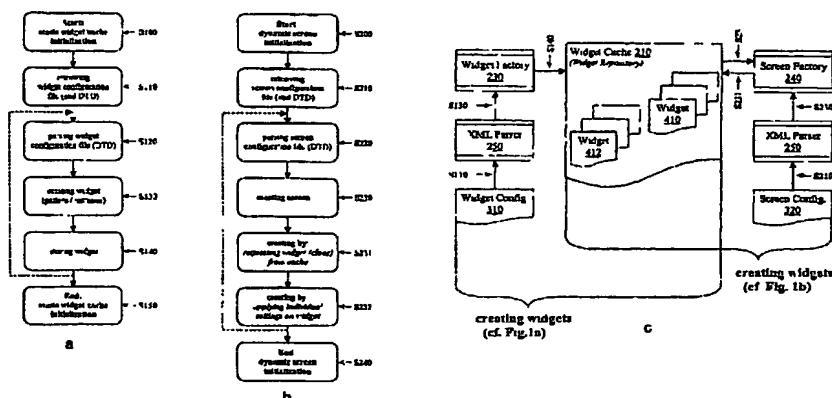 Start:
static widget cache
initialization
S100
retrieving
widget configuration
file (and DTD)
S110
parsing widget
configuration file (DTD)
S120
creating widget
S132
storing widget
S140
End:
static widget cache
initialization
S150
a
Start
dynamic screen
initialization
S200
retrieving
screen configuration
file (and DTD)
S210
parsing screen
configuration file (DTD)
S220
creating screen
S230
creating by
requesting widget (clone)
from cache
S231
creating by
applying individual
settings on widget
S232
End
dynamic screen
initialization
S240
b
Widget Factory
230
S130
XML Parser
250
S110
Widget Config
310
S140
Widget Cache 210
(Widget Repository)
Widget
410
Widget
412
Screen Factory
240
S230
XML Parser
250
S210
Screen Config.
320
creating widgets
(cf. Fig.1a)
creating widgets
(cf Fig. 1b)
c